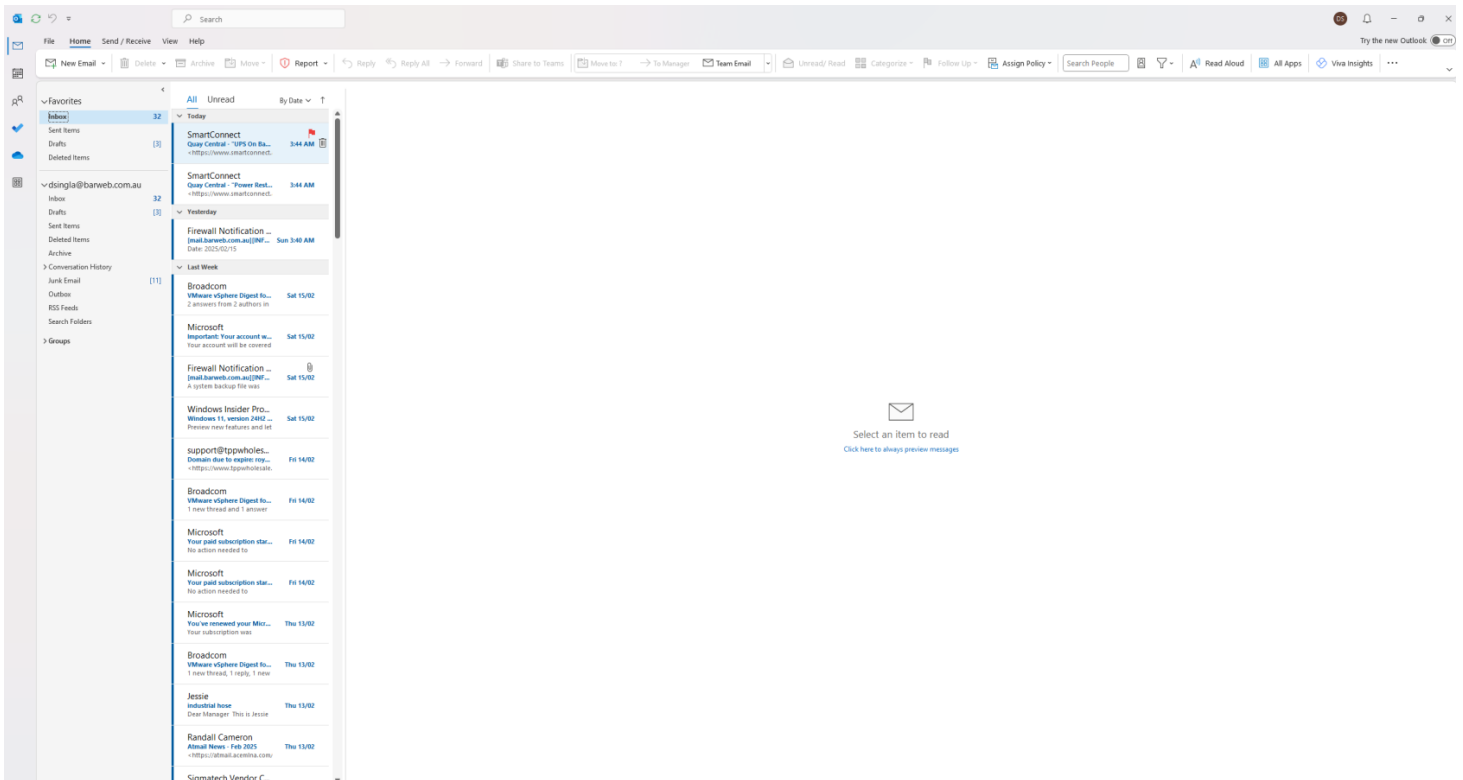 Search
DS
File Home Send / Receive View Help
Try the new Outlook Off
New Email Delete Archive Move Report Reply Reply All Forward Share to Teams Move to: ? To Manager Team Email Unread/ Read Categorize Follow Up Assign Policy Search People Read Aloud All Apps Viva Insights
Favorites
Inbox 32
Sent Items
Drafts [3]
Deleted Items
dsingla@barweb.com.au
Inbox 32
Drafts [3]
Sent Items
Deleted Items
Archive
Conversation History
Junk Email [11]
Outbox
RSS Feeds
Search Folders
Groups
All Unread By Date
Today
SmartConnect
Quay Central - "UPS On Ba... 3:44 AM
<https://www.smartconnect.
SmartConnect
Quay Central - "Power Rest... 3:44 AM
<https://www.smartconnect.
Yesterday
Firewall Notification ...
[mail.barweb.com.au][INF... Sun 3:40 AM
Date: 2025/02/15
Last Week
Broadcom
VMware vSphere Digest fo... Sat 15/02
2 answers from 2 authors in
Microsoft
Important: Your account w... Sat 15/02
Your account will be covered
Firewall Notification ...
[mail.barweb.com.au][INF... Sat 15/02
A system backup file was
Windows Insider Pro...
Windows 11, version 24H2 ... Sat 15/02
Preview new features and let
support@tppwholes...
Domain due to expire: roy... Fri 14/02
<https://www.tppwholesale.
Broadcom
VMware vSphere Digest fo... Fri 14/02
1 new thread and 1 answer
Microsoft
Your paid subscription star... Fri 14/02
No action needed to
Microsoft
Your paid subscription star... Fri 14/02
No action needed to
Microsoft
You've renewed your Micr... Thu 13/02
Your subscription was
Broadcom
VMware vSphere Digest fo... Thu 13/02
1 new thread, 1 reply, 1 new
Jessie
industrial hose Thu 13/02
Dear Manager This is Jessie
Randall Cameron
Atmail News - Feb 2025 Thu 13/02
<https://atmail.acemlna.com/
Sigmatech Vendor C...
Select an item to read
Click here to always preview messages